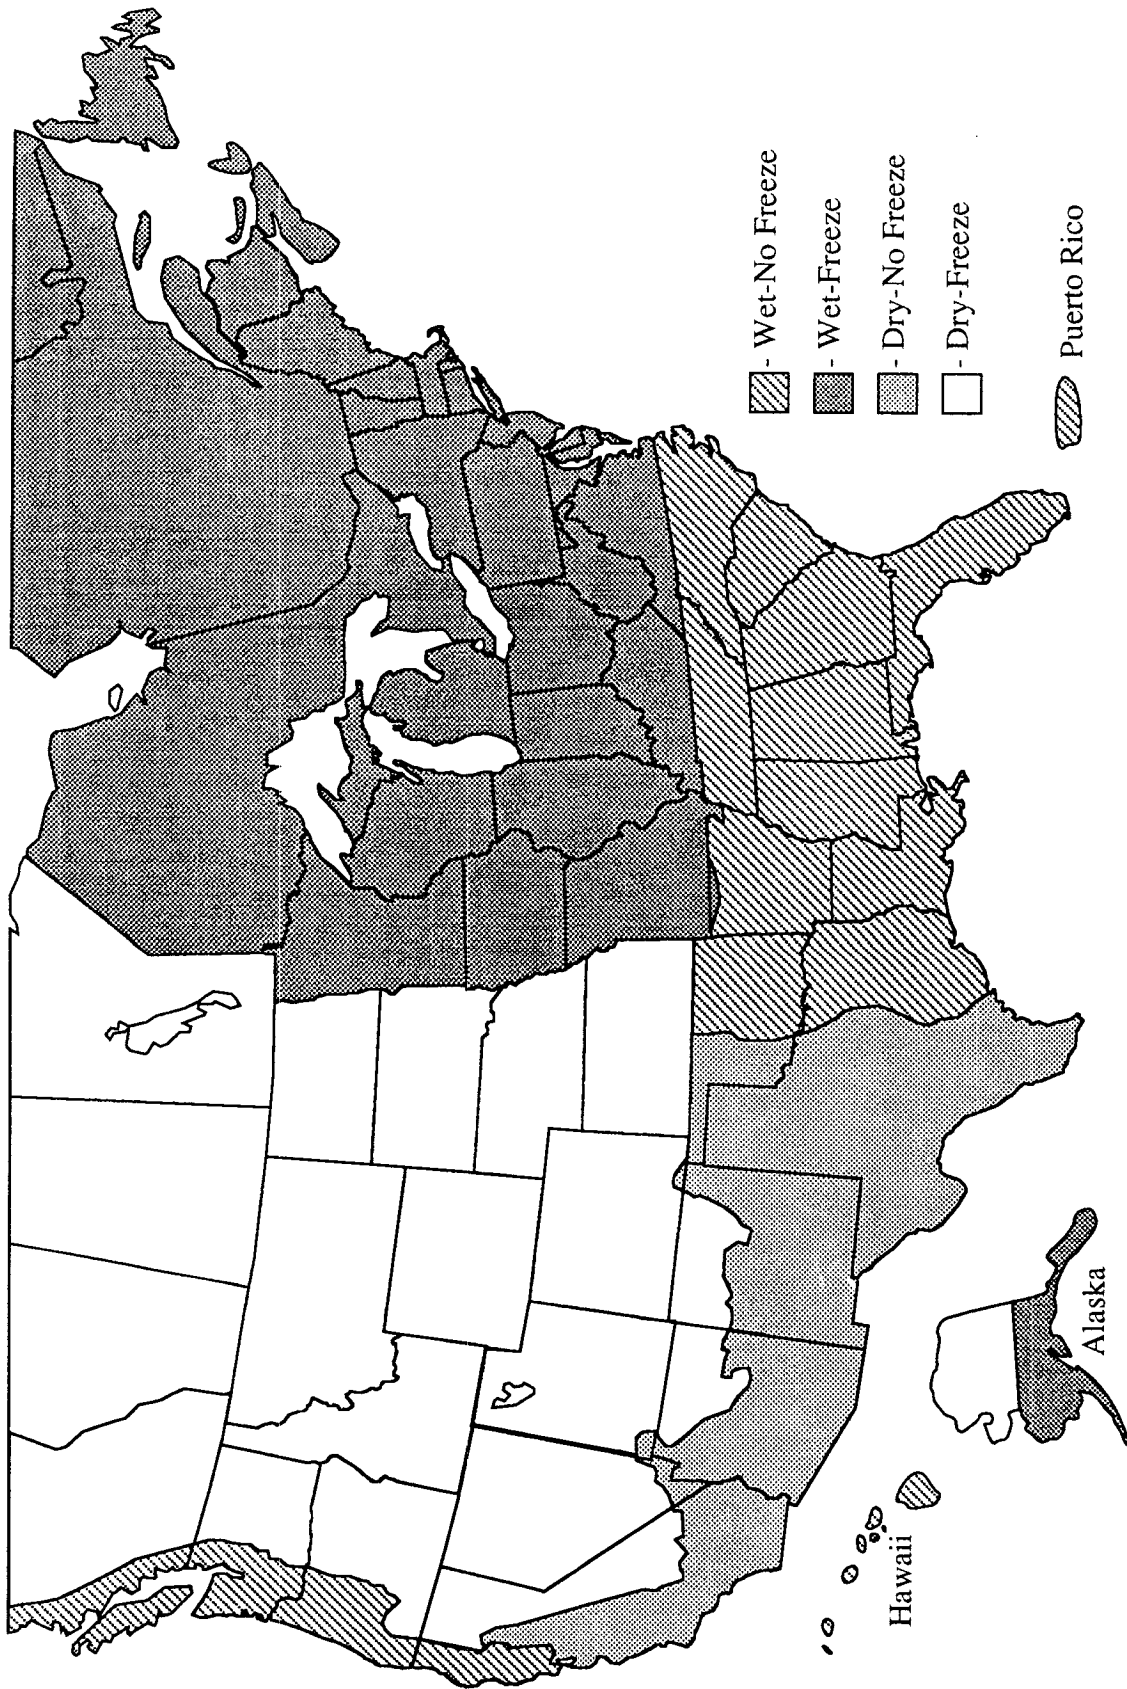 - Wet-No Freeze
- Wet-Freeze
- Dry-No Freeze
- Dry-Freeze
Puerto Rico
Alaska
Hawaii